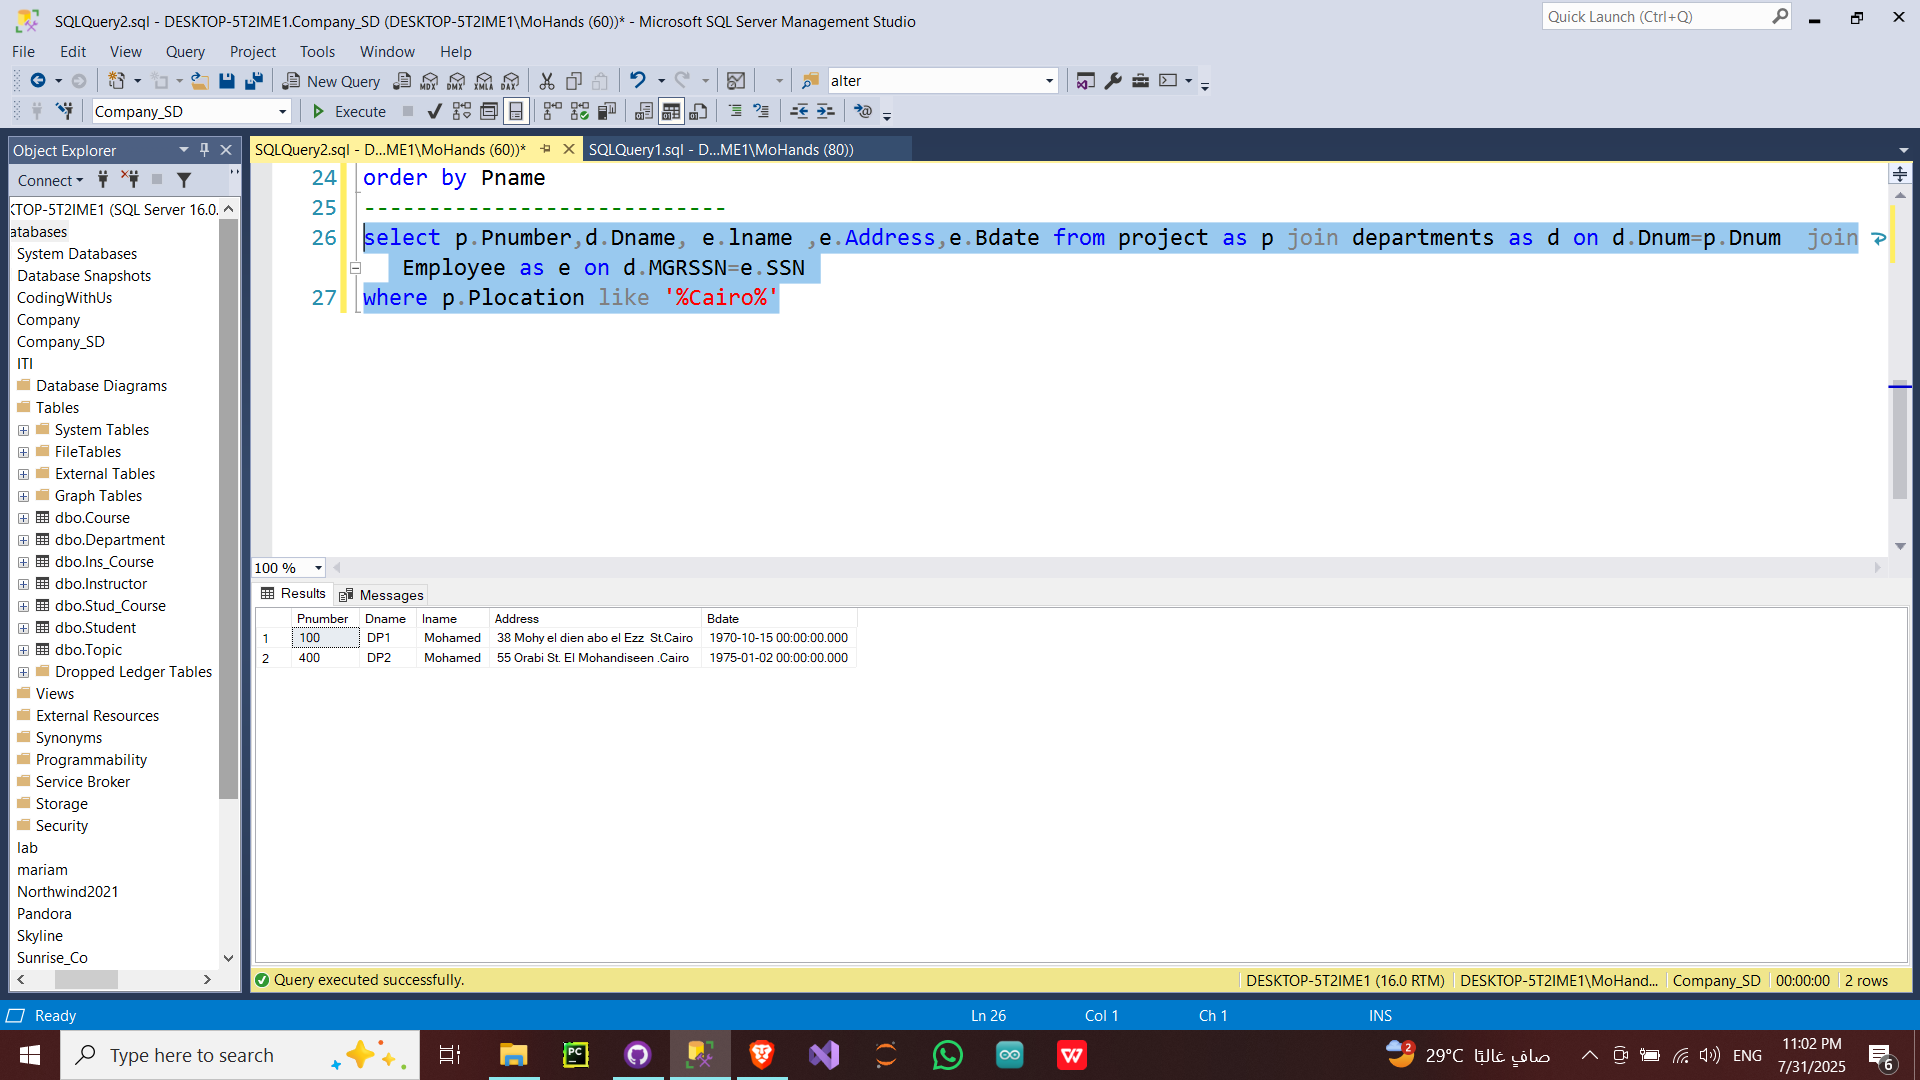 SQLQuery2.sql - DESKTOP-5T2IME1.Company_SD (DESKTOP-5T2IME1\MoHands (60))* - Microsoft SQL Server Management Studio
Quick Launch (Ctrl+Q)
File Edit View Query Project Tools Window Help
New Query MDX DMX XMLA DAX alter
Company_SD Execute
Object Explorer
SQLQuery2.sql - D...ME1\MoHands (60))* SQLQuery1.sql - D...ME1\MoHands (80))
Connect
KTOP-5T2IME1 (SQL Server 16.0.
atabases
System Databases
Database Snapshots
CodingWithUs
Company
Company_SD
ITI
Database Diagrams
Tables
System Tables
FileTables
External Tables
Graph Tables
dbo.Course
dbo.Department
dbo.Ins_Course
dbo.Instructor
dbo.Stud_Course
dbo.Student
dbo.Topic
Dropped Ledger Tables
Views
External Resources
Synonyms
Programmability
Service Broker
Storage
Security
lab
mariam
Northwind2021
Pandora
Skyline
Sunrise_Co
24 order by Pname
25 ----------------------------
26 select p.Pnumber,d.Dname, e.lname ,e.Address,e.Bdate from project as p join departments as d on d.Dnum=p.Dnum  join
Employee as e on d.MGRSSN=e.SSN
27 where p.Plocation like '%Cairo%'
100 %
Results Messages
Pnumber Dname lname Address Bdate
1 100 DP1 Mohamed 38 Mohy el dien abo el Ezz  St.Cairo 1970-10-15 00:00:00.000
2 400 DP2 Mohamed 55 Orabi St. El Mohandiseen .Cairo 1975-01-02 00:00:00.000
Query executed successfully. DESKTOP-5T2IME1 (16.0 RTM) DESKTOP-5T2IME1\MoHand... Company_SD 00:00:00 2 rows
Ready Ln 26 Col 1 Ch 1 INS
Type here to search PC W 2 29°C صافٍ غالبًا ENG 11:02 PM
7/31/2025 6